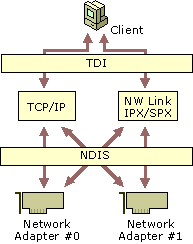 Client
TDI
TCP/IP
NW Link
IPX/SPX
NDIS
Network
Adapter #0
Network
Adapter #1